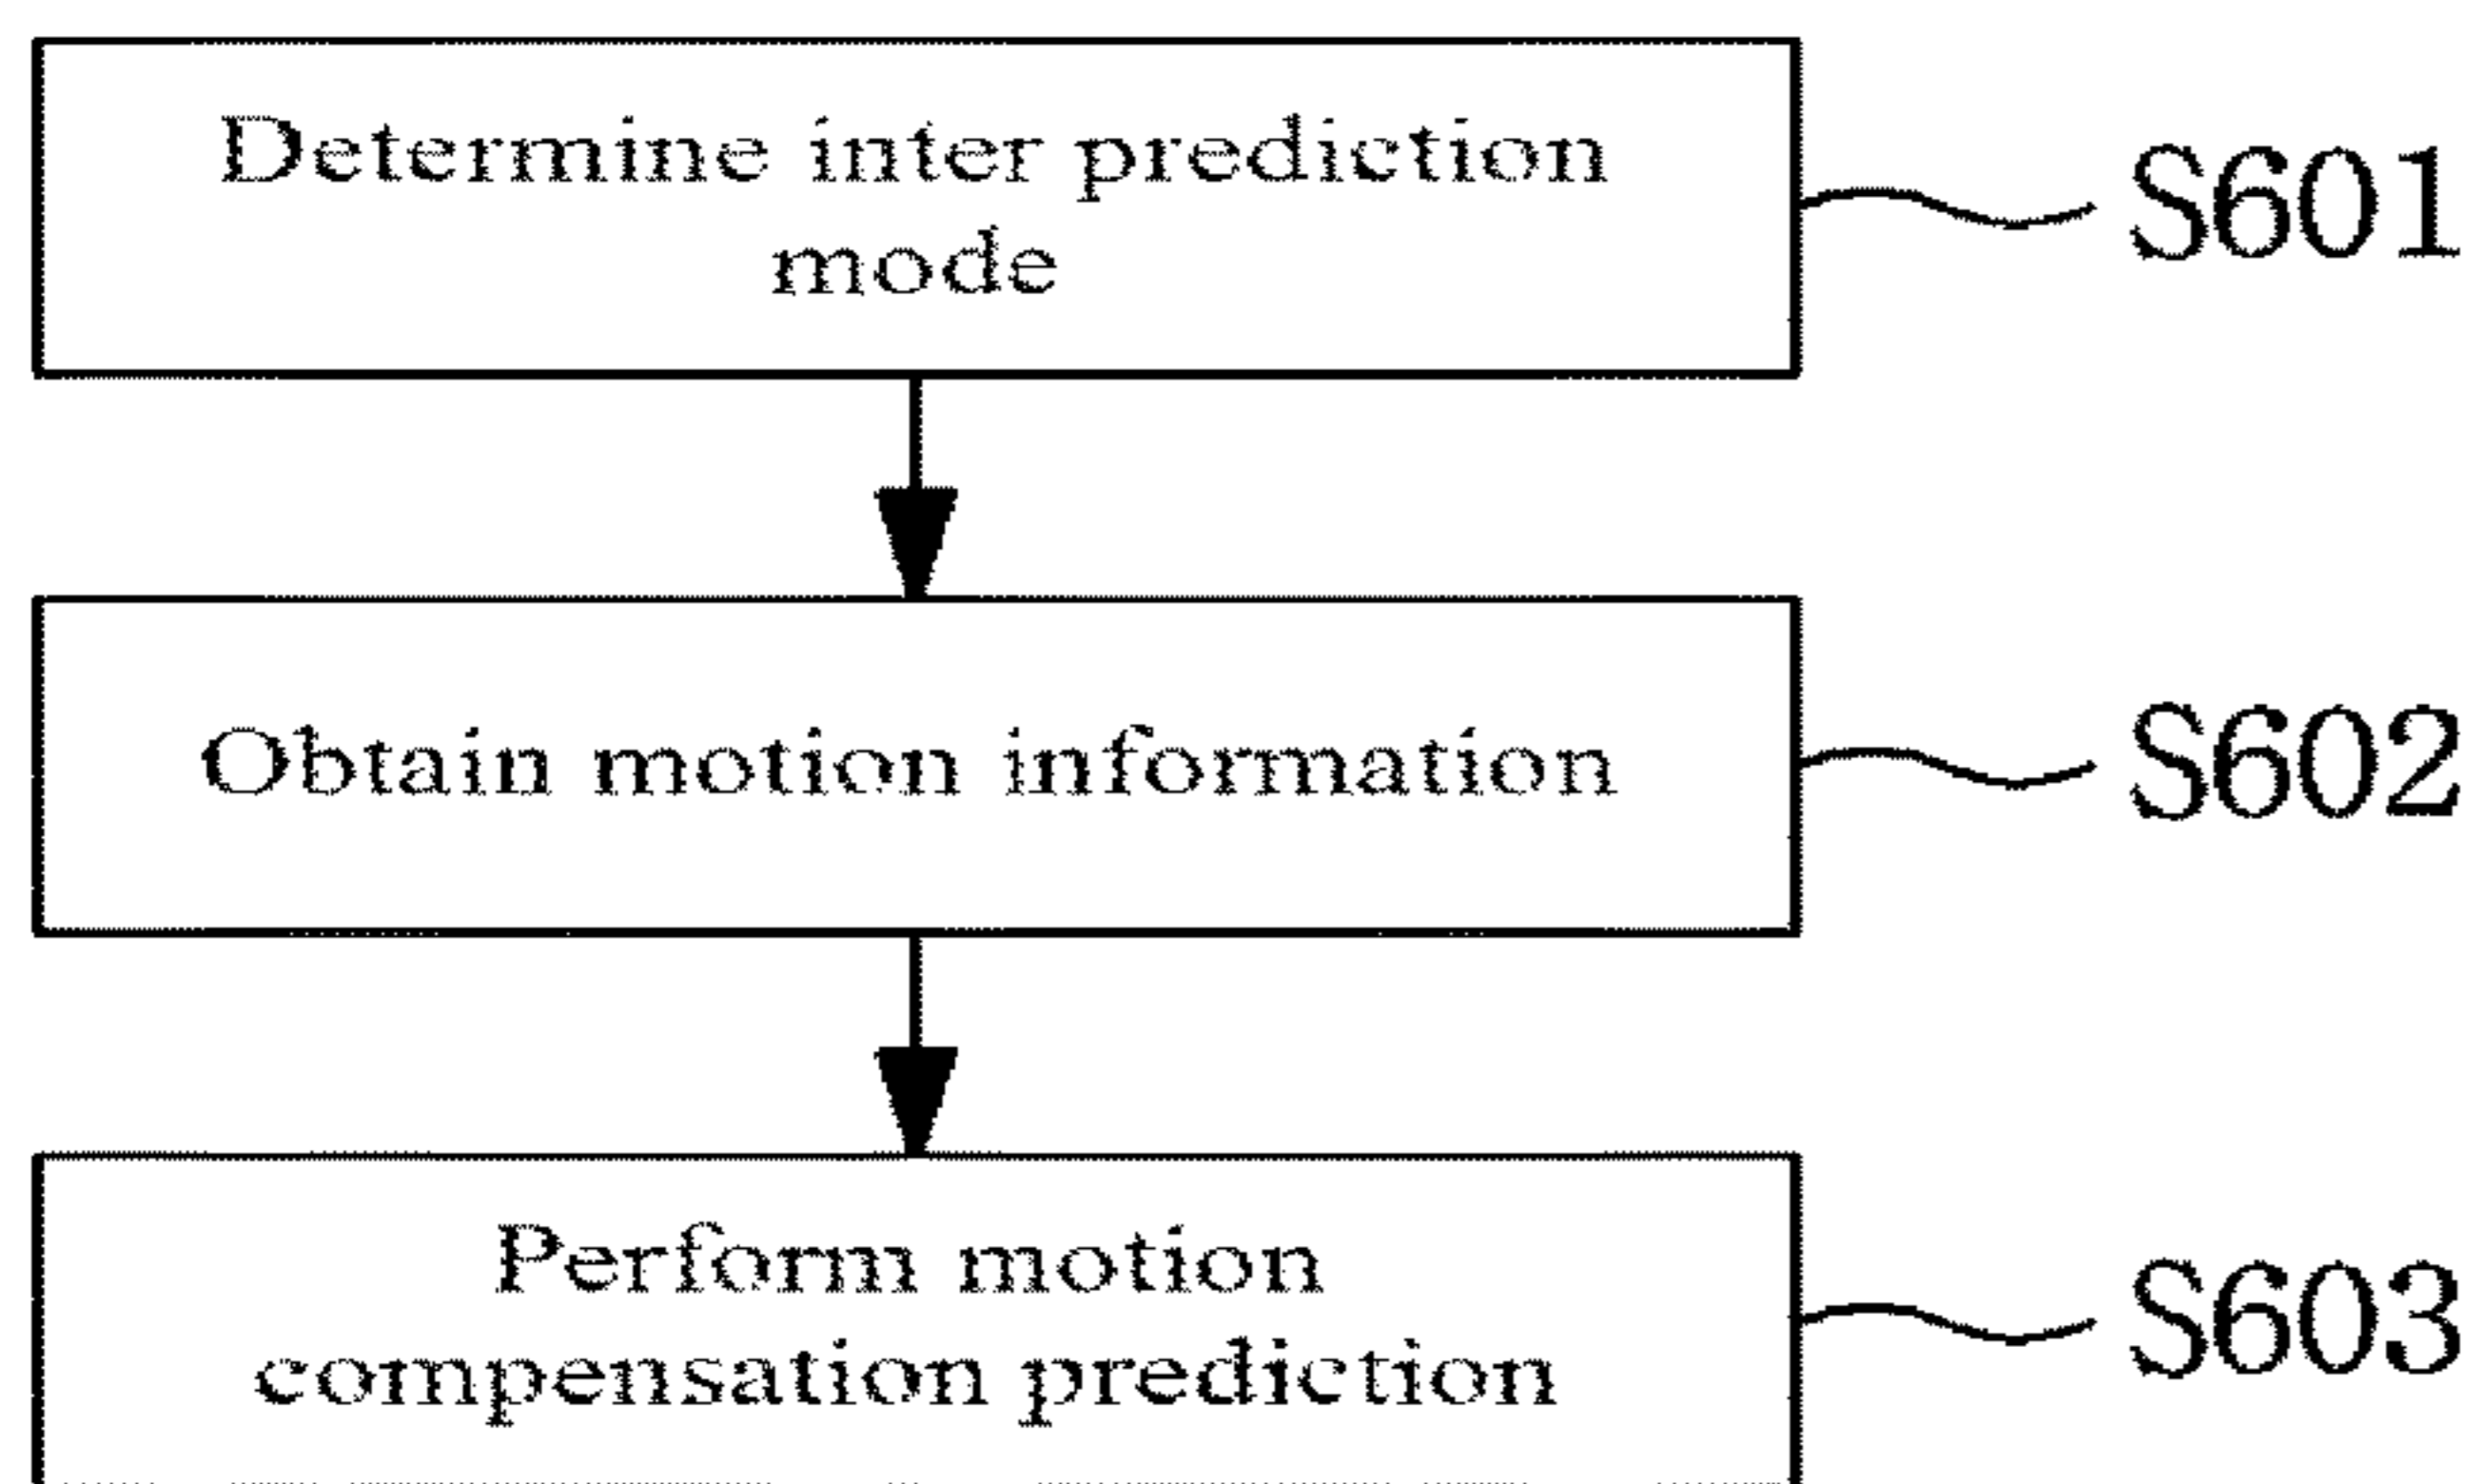 Determine inter prediction
mode
S601
Obtain motion information
S602
Perform motion
compensation prediction
S603